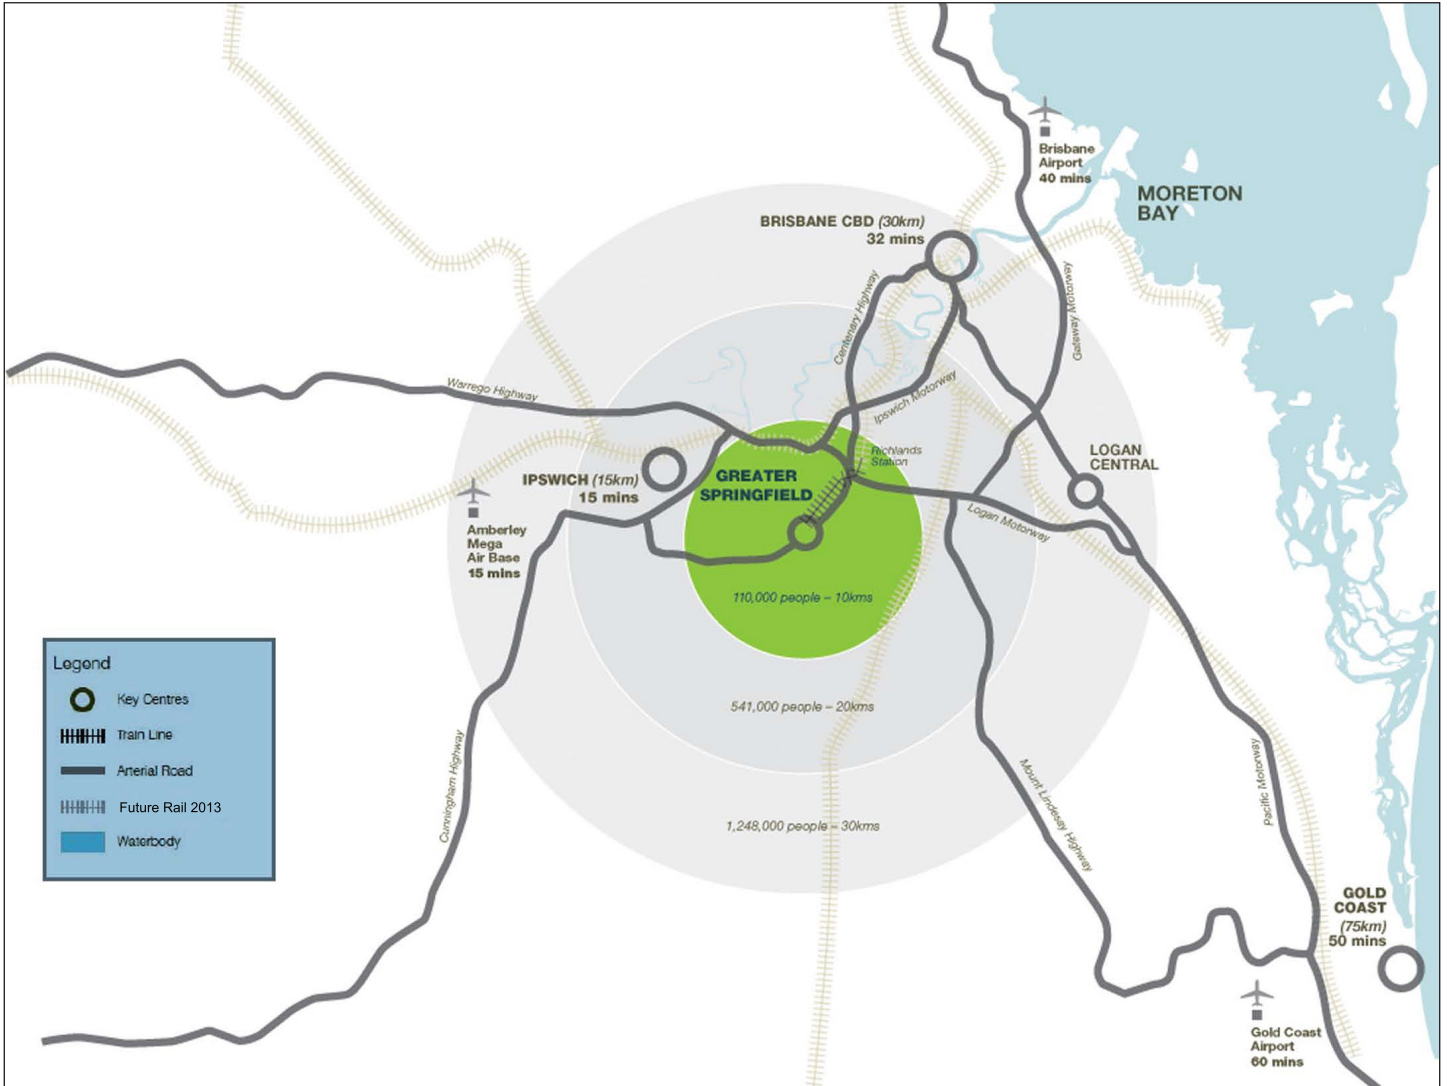 Brisbane
Airport
40 mins
MORETON
BAY
BRISBANE CBD (30km)
32 mins
Centenary Highway
Gateway Motorway
Warrego Highway
Ipswich Motorway
Richlands
Station
LOGAN
CENTRAL
IPSWICH (15km)
15 mins
GREATER
SPRINGFIELD
Amberley
Mega
Air Base
15 mins
Logan Motorway
110,000 people – 10kms
541,000 people – 20kms
1,248,000 people – 30kms
Legend
Key Centres
Train Line
Arterial Road
Future Rail 2013
Waterbody
Cunningham Highway
Mount Lindesay Highway
Pacific Motorway
GOLD
COAST
(75km)
50 mins
Gold Coast
Airport
60 mins